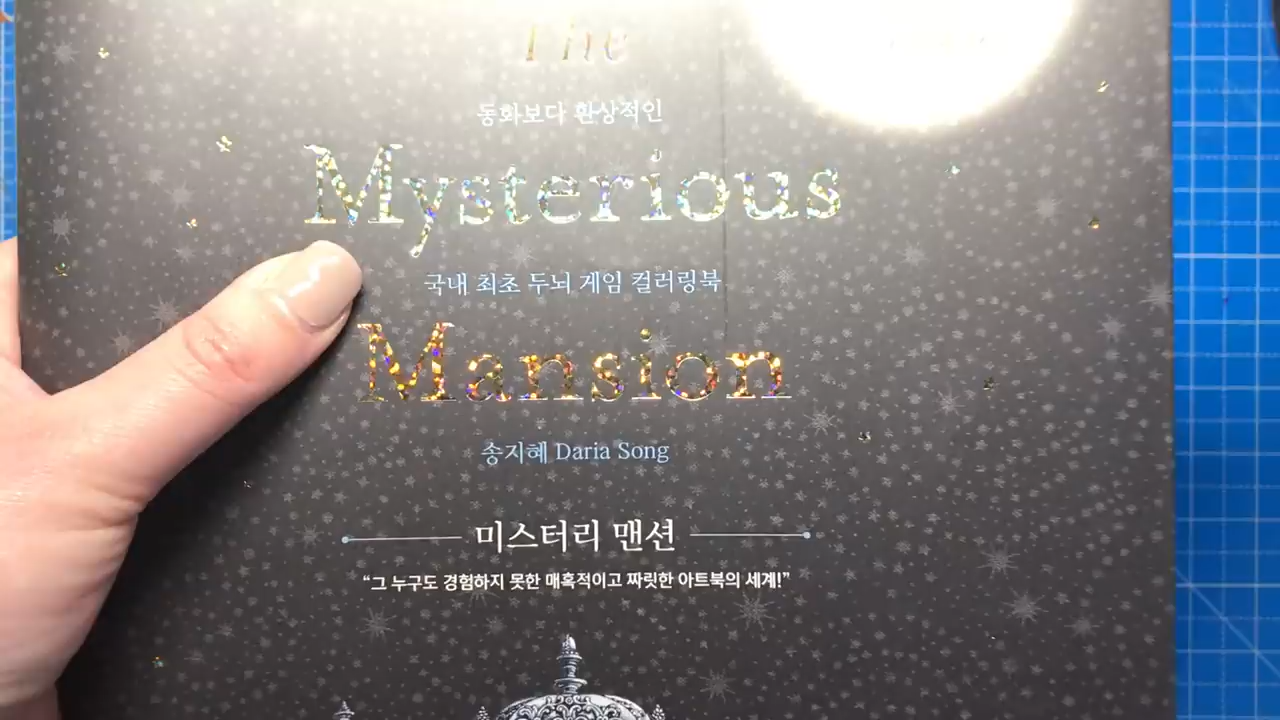 The
동화보다 환상적인
Mysterious
국내 최초 두뇌 게임 컬러링북
Mansion
송지혜 Daria Song
미스터리 맨션
“그 누구도 경험하지 못한 매혹적이고 짜릿한 아트북의 세계!”